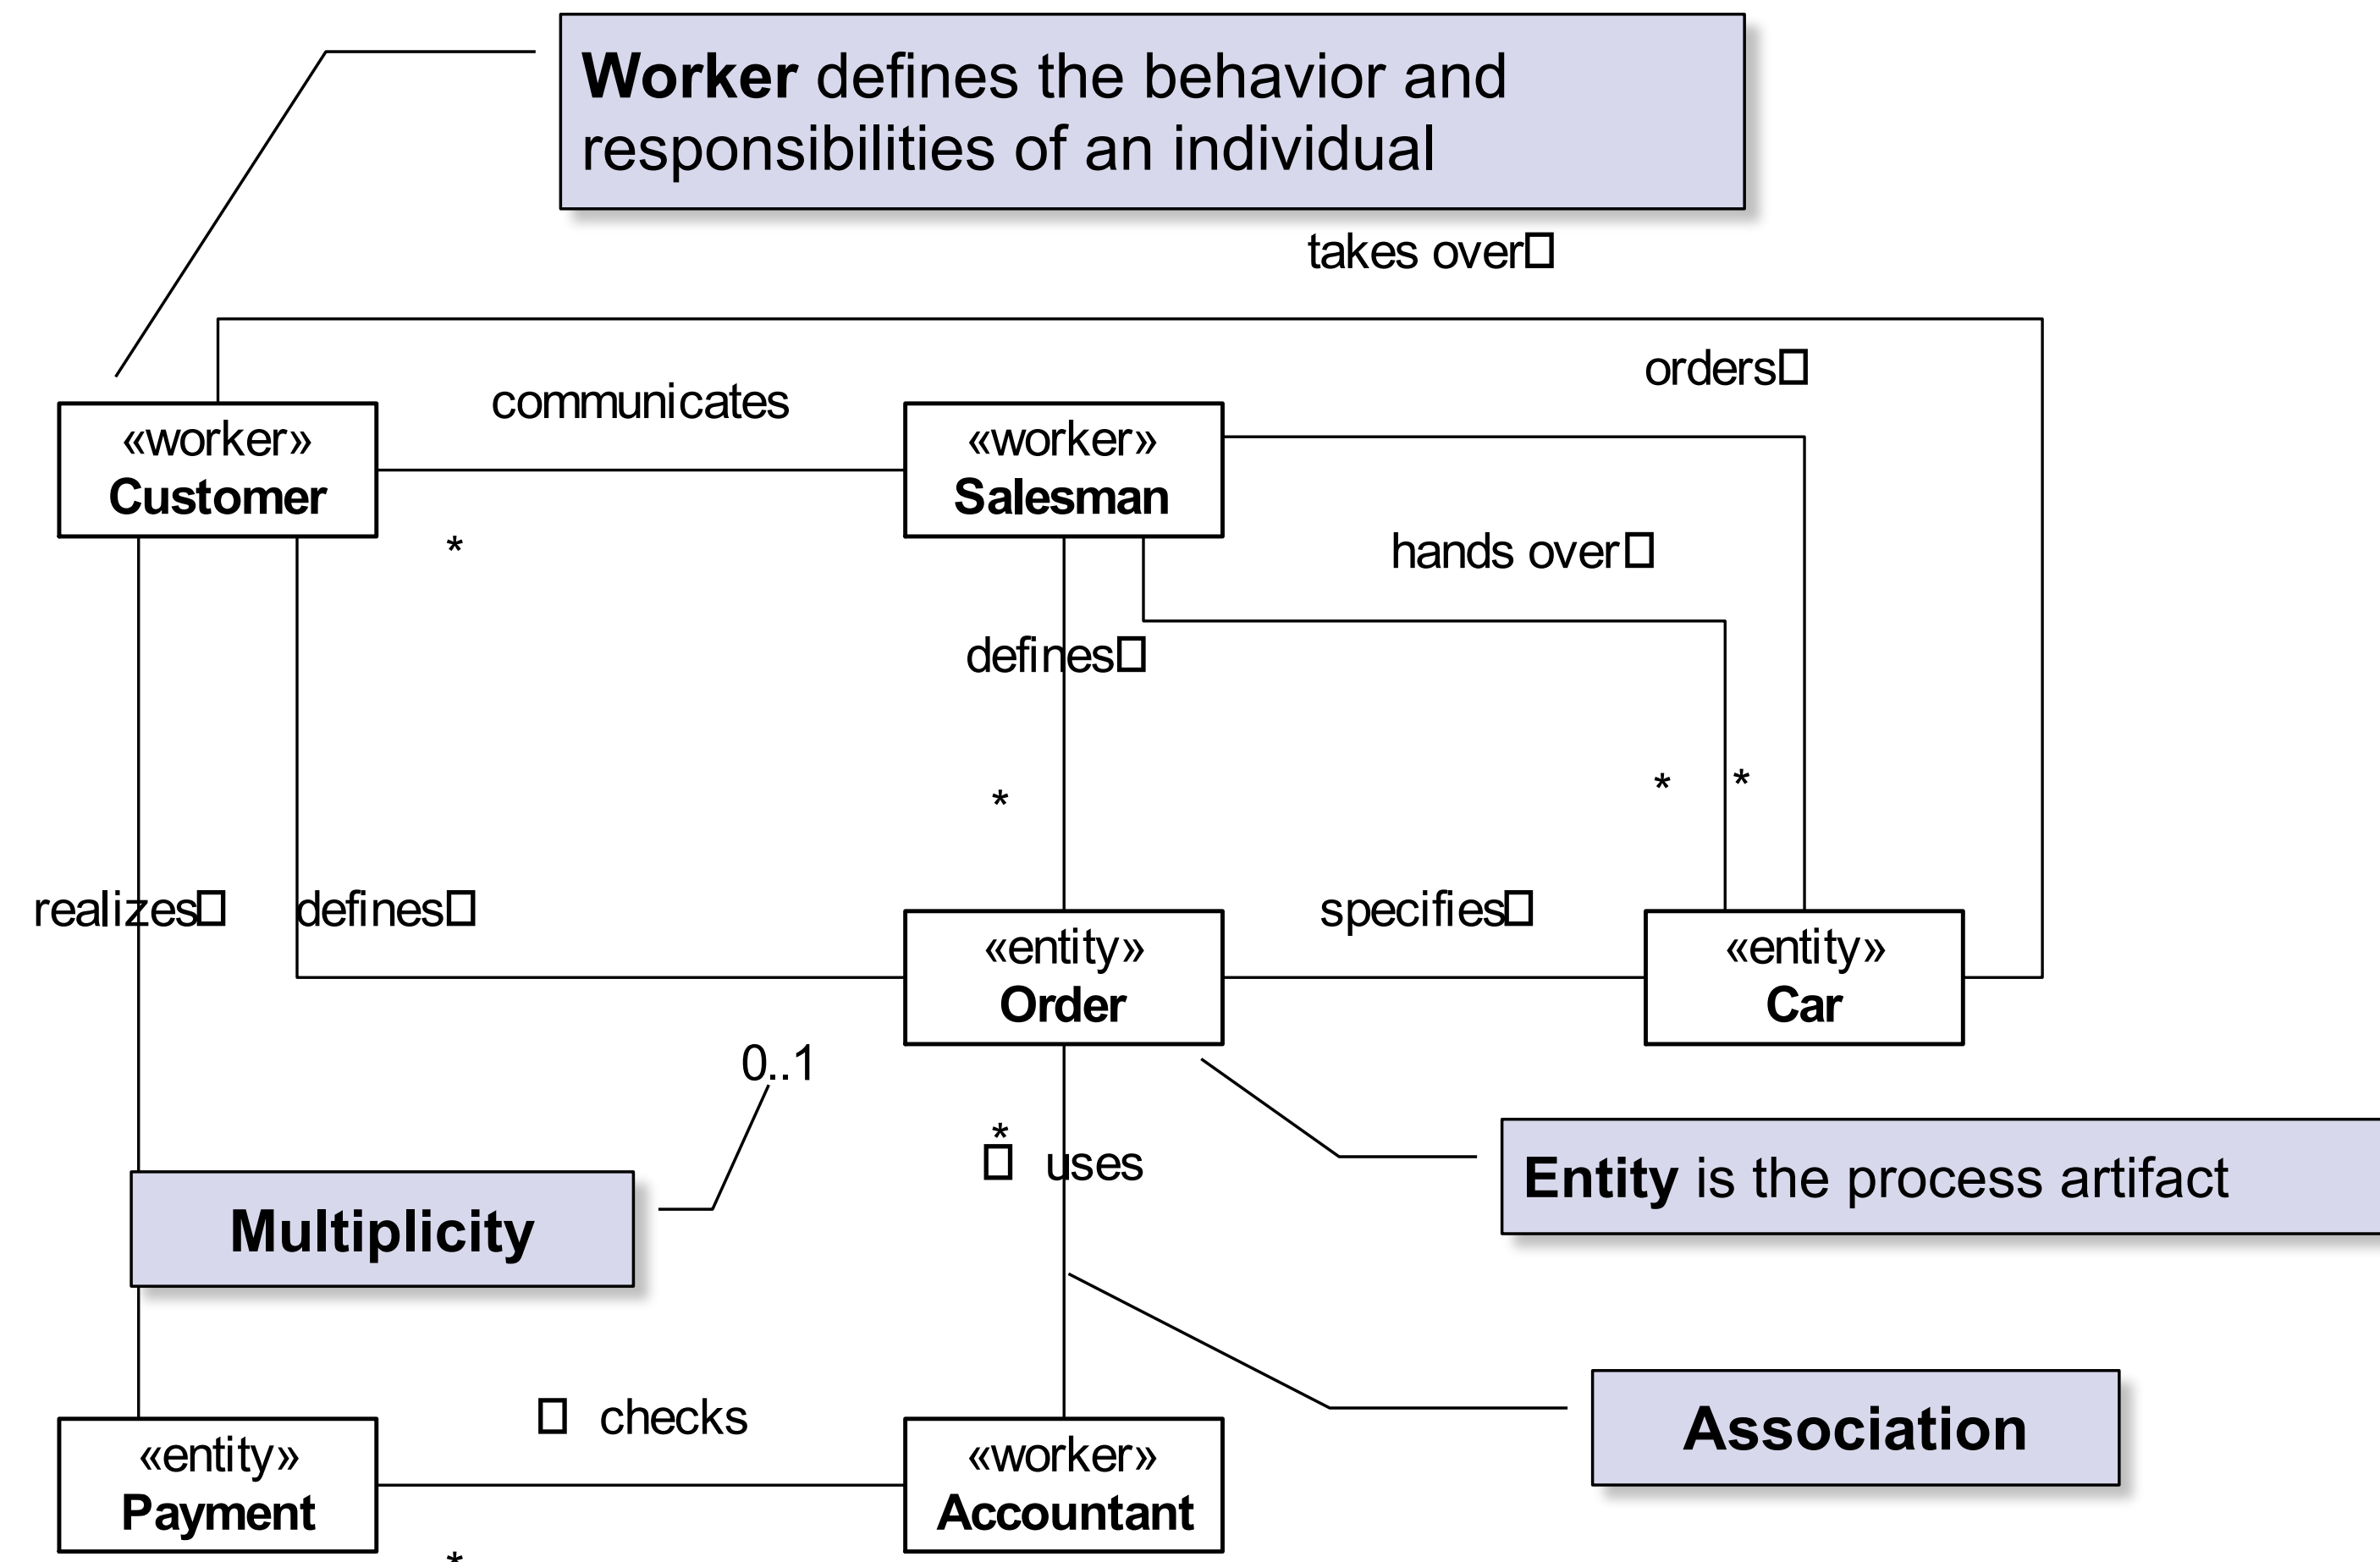 Worker defines the behavior and
responsibilities of an individual
takes over□
orders□
communicates
«worker»
Customer
«worker»
Salesman
*
hands over □
defines□
*
*
*
realizes□
defines□
specifies□
«entity»
Order
«entity»
Car
0..1
*
□ uses
Entity is the process artifact
Multiplicity
□ checks
Association
«entity»
Payment
«worker»
Accountant
*